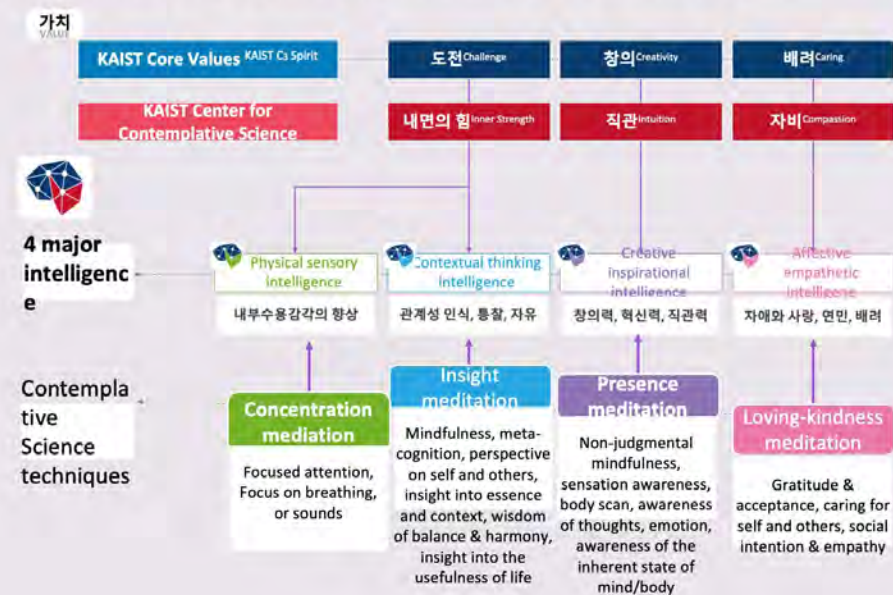 가치
VALUE
KAIST Core Values KAIST C3 Spirit
도전Challenge
창의Creativity
배려Caring
KAIST Center for
Contemplative Science
내면의 힘Inner Strength
직관Intuition
자비Compassion
4 major
intelligenc
e
Physical sensory
intelligence
내부수용감각의 향상
Contextual thinking
intelligence
관계성 인식, 통찰, 자유
Creative
inspirational
intelligence
창의력, 혁신력, 직관력
Affective
empathetic
intelligene
자애와 사랑, 연민, 배려
Contempla
tive
Science
techniques
Concentration
mediation
Focused attention,
Focus on breathing,
or sounds
Insight
meditation
Mindfulness, meta-
cognition, perspective
on self and others,
insight into essence
and context, wisdom
of balance & harmony,
insight into the
usefulness of life
Presence
meditation
Non-judgmental
mindfulness,
sensation awareness,
body scan, awareness
of thoughts, emotion,
awareness of the
inherent state of
mind/body
Loving-kindness
meditation
Gratitude &
acceptance, caring for
self and others, social
intention & empathy